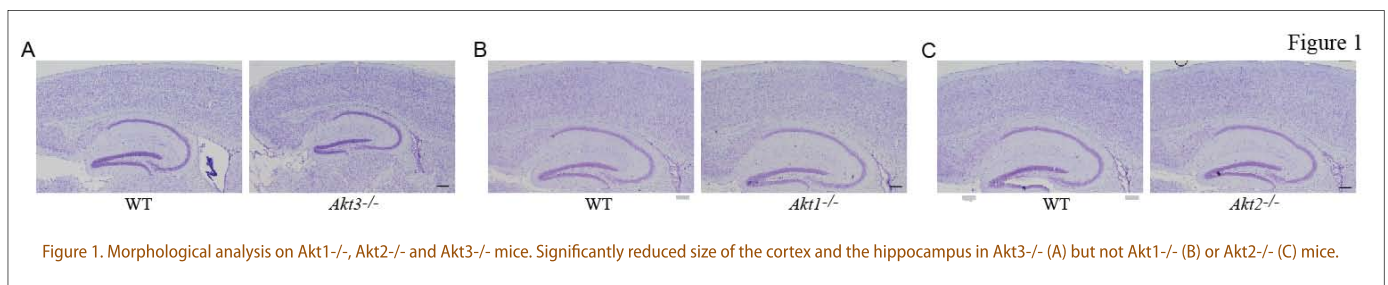 Figure 1
A
B
C
WT
Akt3-/-
WT
Akt1-/-
WT
Akt2-/-
Figure 1. Morphological analysis on Akt1-/-, Akt2-/- and Akt3-/- mice. Significantly reduced size of the cortex and the hippocampus in Akt3-/- (A) but not Akt1-/- (B) or Akt2-/- (C) mice.